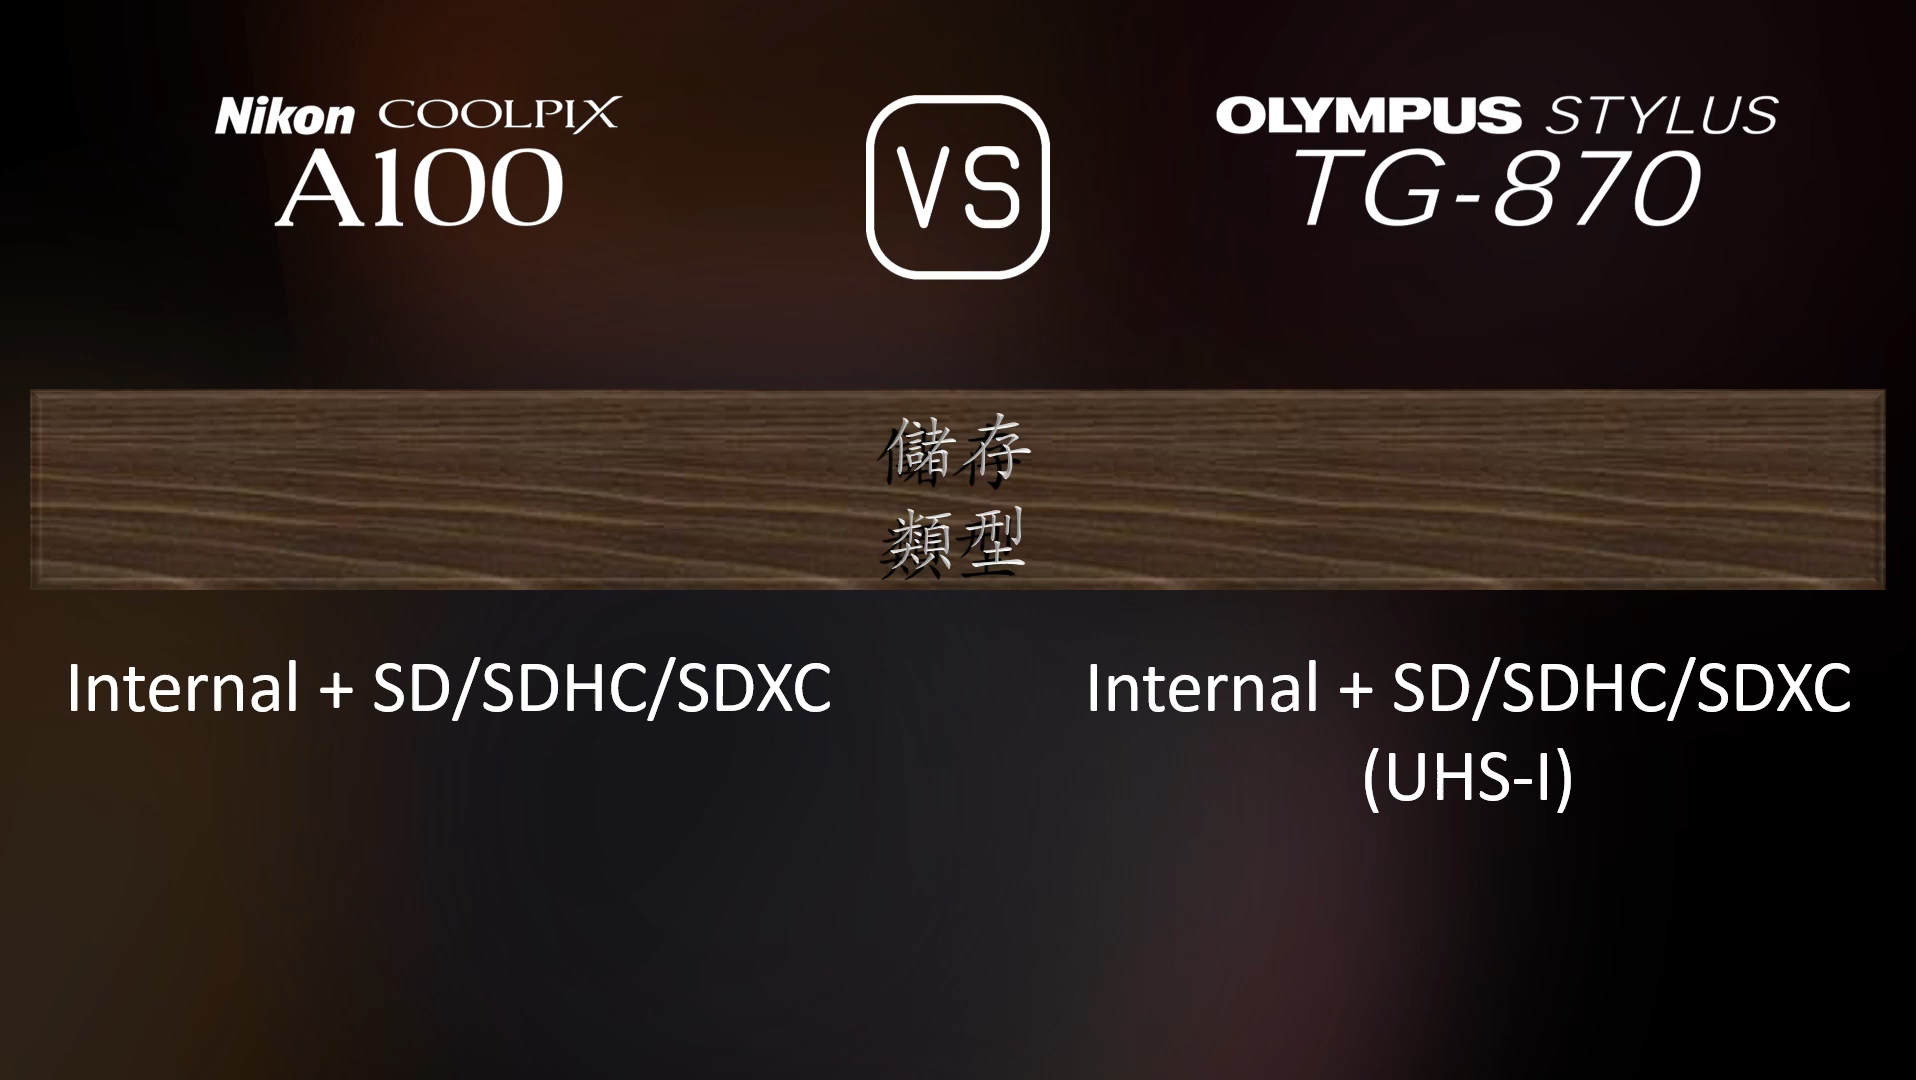 Nikon COOLPIX
A100
VS
OLYMPUS STYLUS
TG-870
儲存
類型
Internal + SD/SDHC/SDXC
Internal + SD/SDHC/SDXC
(UHS-I)